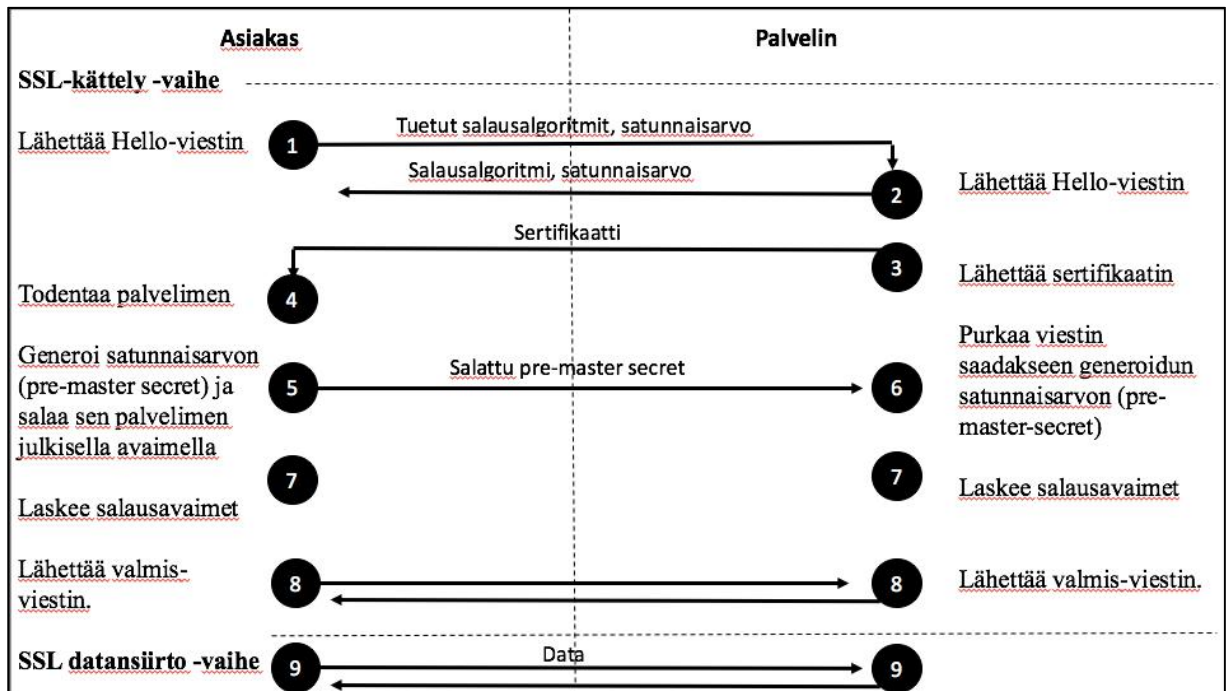 Asiakas
Palvelin
SSL-kättely -vaihe
Lähettää Hello-viestin
1
Tuetut salausalgoritmit, satunnaisarvo
Salausalgoritmi, satunnaisarvo
2
Lähettää Hello-viestin
Sertifikaatti
3
Lähettää sertifikaatin
Todentaa palvelimen
4
Generoi satunnaisarvon
(pre-master secret) ja
salaa sen palvelimen
julkisella avaimella
5
Salattu pre-master secret
6
Purkaa viestin
saadakseen generoidun
satunnaisarvon (pre-
master-secret)
7
Laskee salausavaimet
7
Laskee salausavaimet
Lähettää valmis-
viestin.
8
8
Lähettää valmis-viestin.
SSL datansiirto -vaihe
9
Data
9